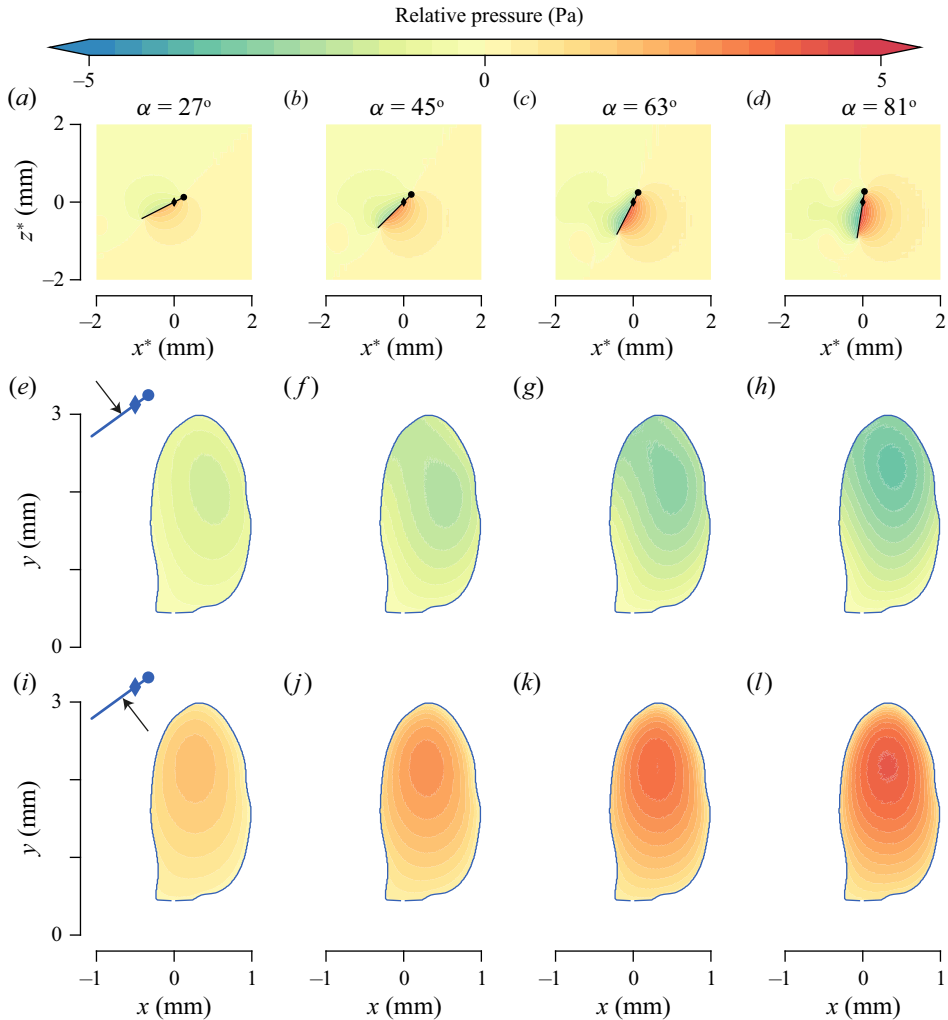 Relative pressure (Pa)
–5 0 5
(a) (b) (c) (d)
α = 27° α = 45° α = 63° α = 81°
2
0
–2
z* (mm)
–2 0 2 –2 0 2 –2 0 2 –2 0 2
x* (mm) x* (mm) x* (mm) x* (mm)
(e) (f) (g) (h)
3
y (mm)
0
(i) (j) (k) (l)
3
y (mm)
0
–1 0 1 –1 0 1 –1 0 1 –1 0 1
x (mm) x (mm) x (mm) x (mm)